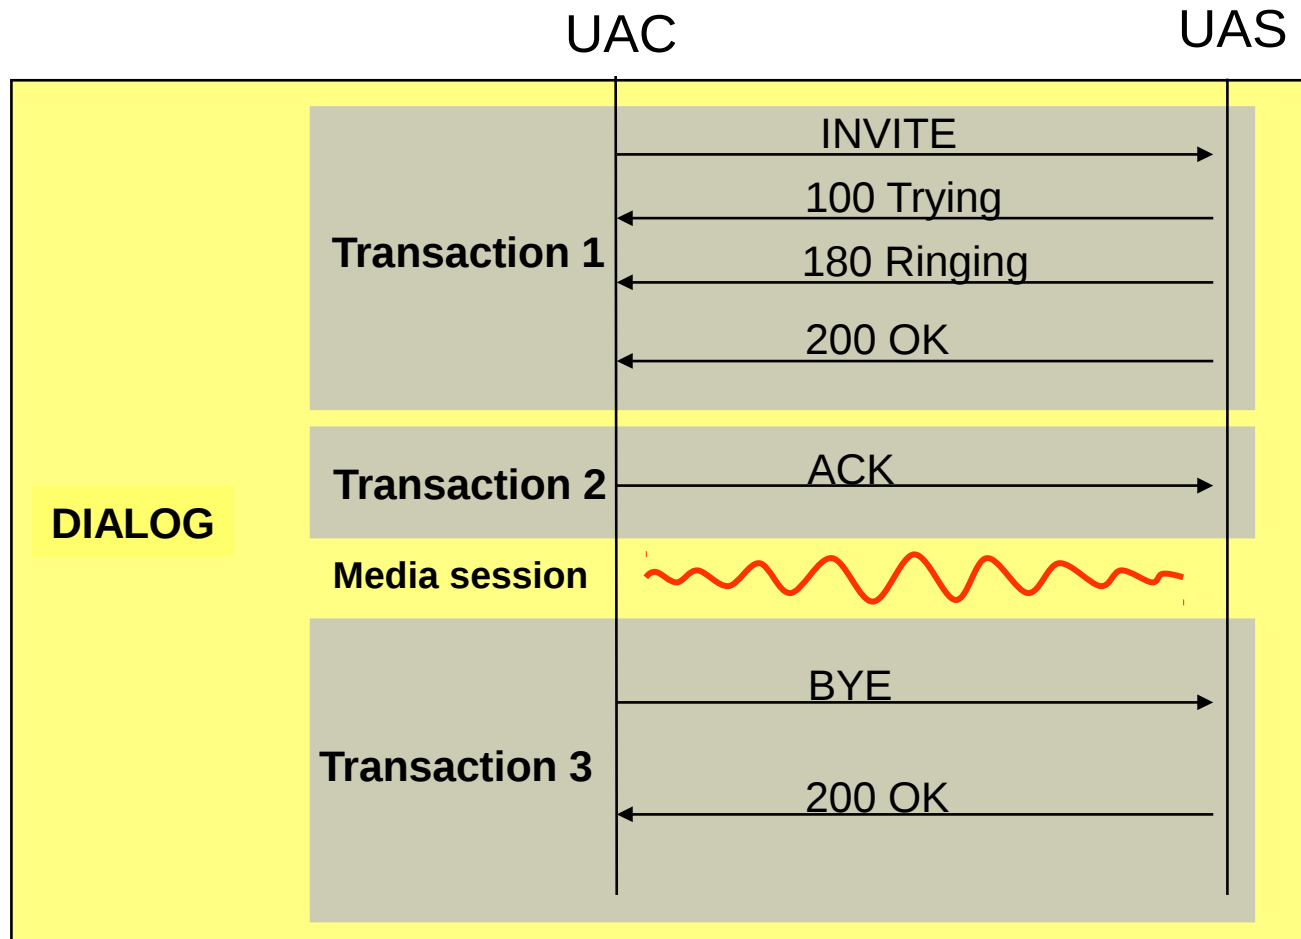 UAC
UAS
INVITE
100 Trying
Transaction 1
180 Ringing
200 OK
ACK
Transaction 2
DIALOG
Media session
BYE
Transaction 3
200 OK